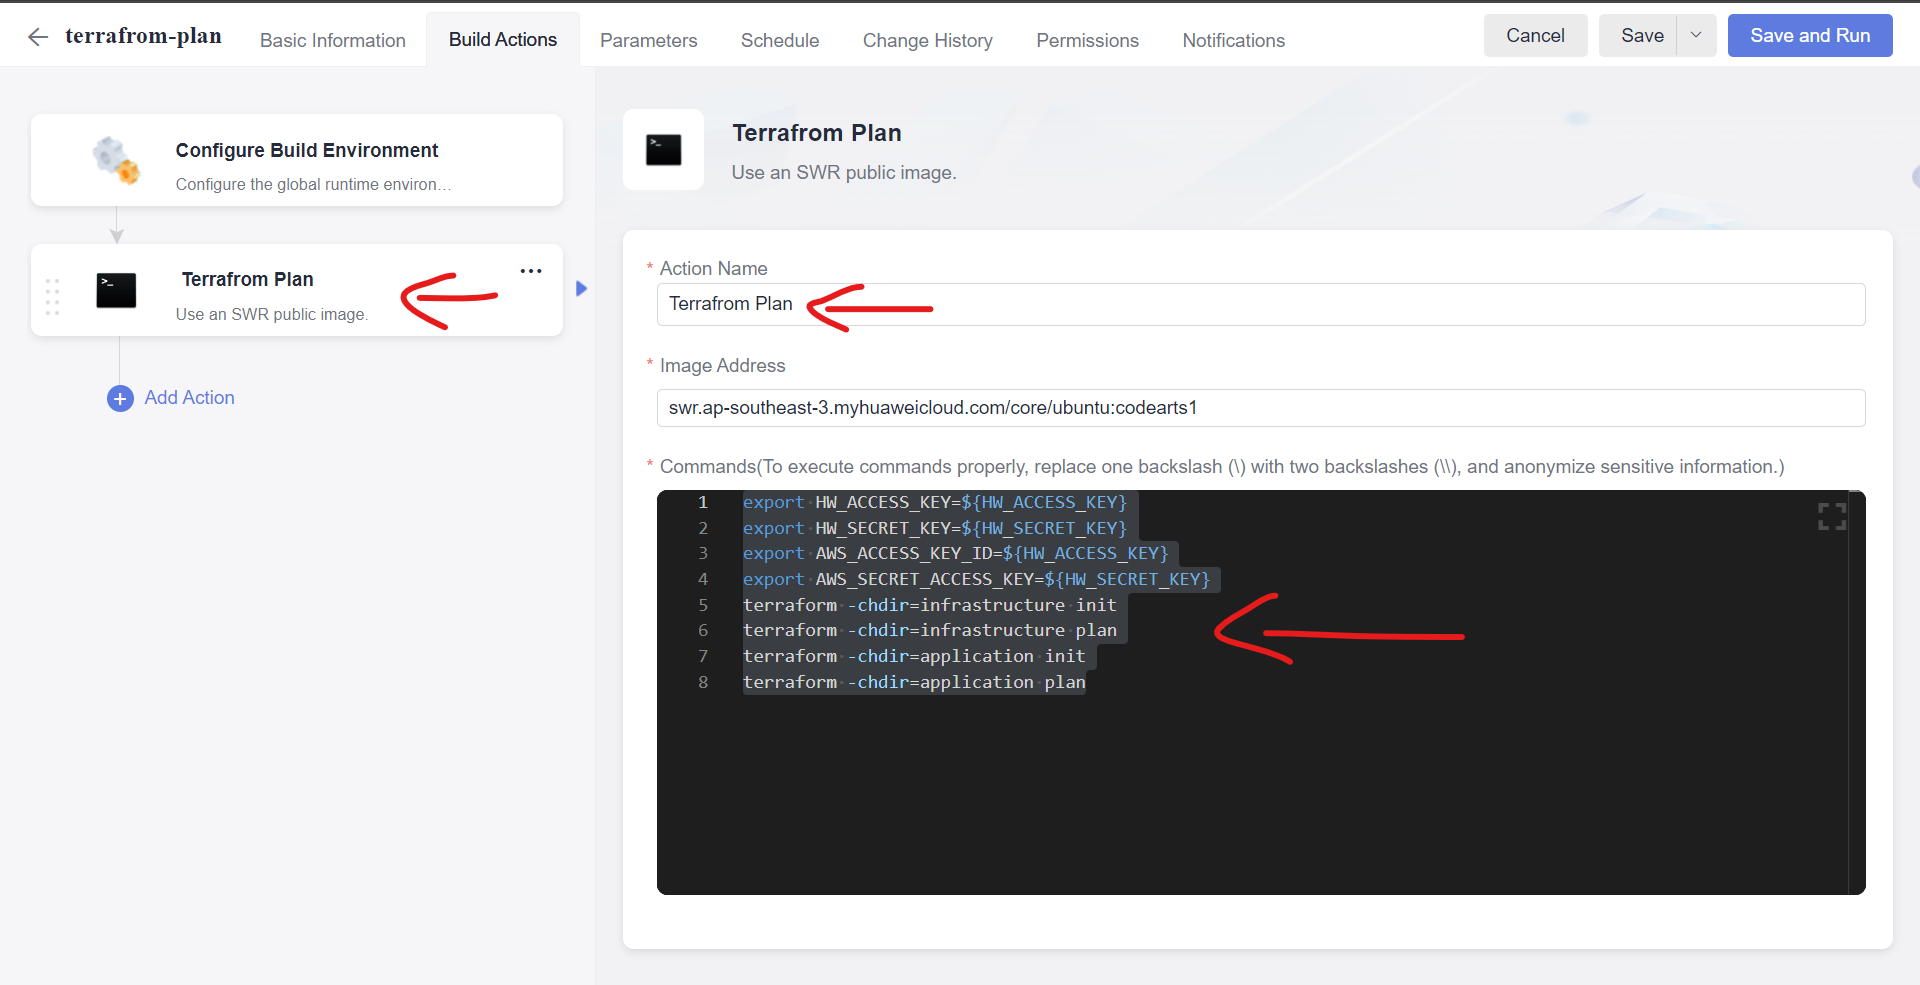 terrafrom-plan
Basic Information
Build Actions
Parameters
Schedule
Change History
Permissions
Notifications
Cancel
Save
Save and Run
Configure Build Environment
Configure the global runtime environ...
Terrafrom Plan
Use an SWR public image.
Add Action
Terrafrom Plan
Use an SWR public image.
* Action Name
Terrafrom Plan
* Image Address
swr.ap-southeast-3.myhuaweicloud.com/core/ubuntu:codearts1
* Commands(To execute commands properly, replace one backslash (\) with two backslashes (\\), and anonymize sensitive information.)
1 export HW_ACCESS_KEY=${HW_ACCESS_KEY}
2 export HW_SECRET_KEY=${HW_SECRET_KEY}
3 export AWS_ACCESS_KEY_ID=${HW_ACCESS_KEY}
4 export AWS_SECRET_ACCESS_KEY=${HW_SECRET_KEY}
5 terraform -chdir=infrastructure init
6 terraform -chdir=infrastructure plan
7 terraform -chdir=application init
8 terraform -chdir=application plan